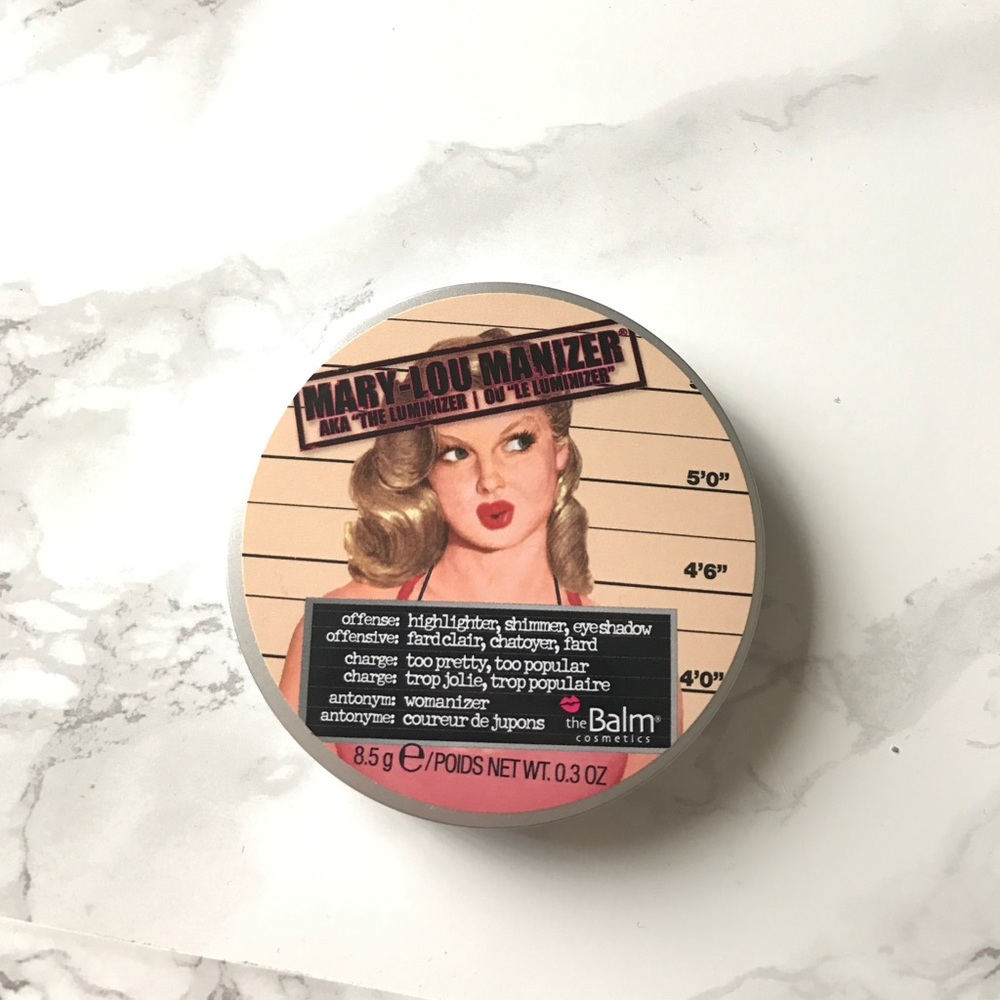 MARY-LOU MANIZER®
AKA "THE LUMINIZER | OU "LE LUMINIZER"
5'0"
4'6"
4'0"
offense: highlighter, shimmer, eyeshadow
offensive: fard clair, chatoyer, fard
charge: too pretty, too popular
charge: trop jolie, trop populaire
antonym: womanizer
antonyme: coureur de jupons
the Balm®
cosmetics
8.5 g ℮/POIDS NET WT. 0.3 OZ